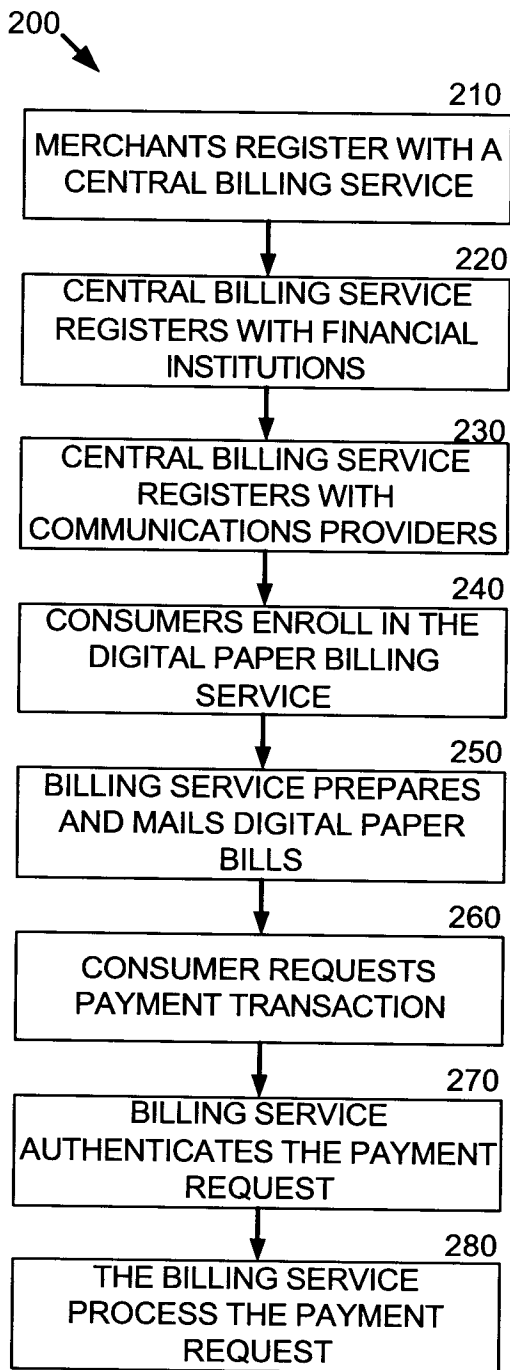 200
210
MERCHANTS REGISTER WITH A
CENTRAL BILLING SERVICE
220
CENTRAL BILLING SERVICE
REGISTERS WITH FINANCIAL
INSTITUTIONS
230
CENTRAL BILLING SERVICE
REGISTERS WITH
COMMUNICATIONS PROVIDERS
240
CONSUMERS ENROLL IN THE
DIGITAL PAPER BILLING
SERVICE
250
BILLING SERVICE PREPARES
AND MAILS DIGITAL PAPER
BILLS
260
CONSUMER REQUESTS
PAYMENT TRANSACTION
270
BILLING SERVICE
AUTHENTICATES THE PAYMENT
REQUEST
280
THE BILLING SERVICE
PROCESS THE PAYMENT
REQUEST